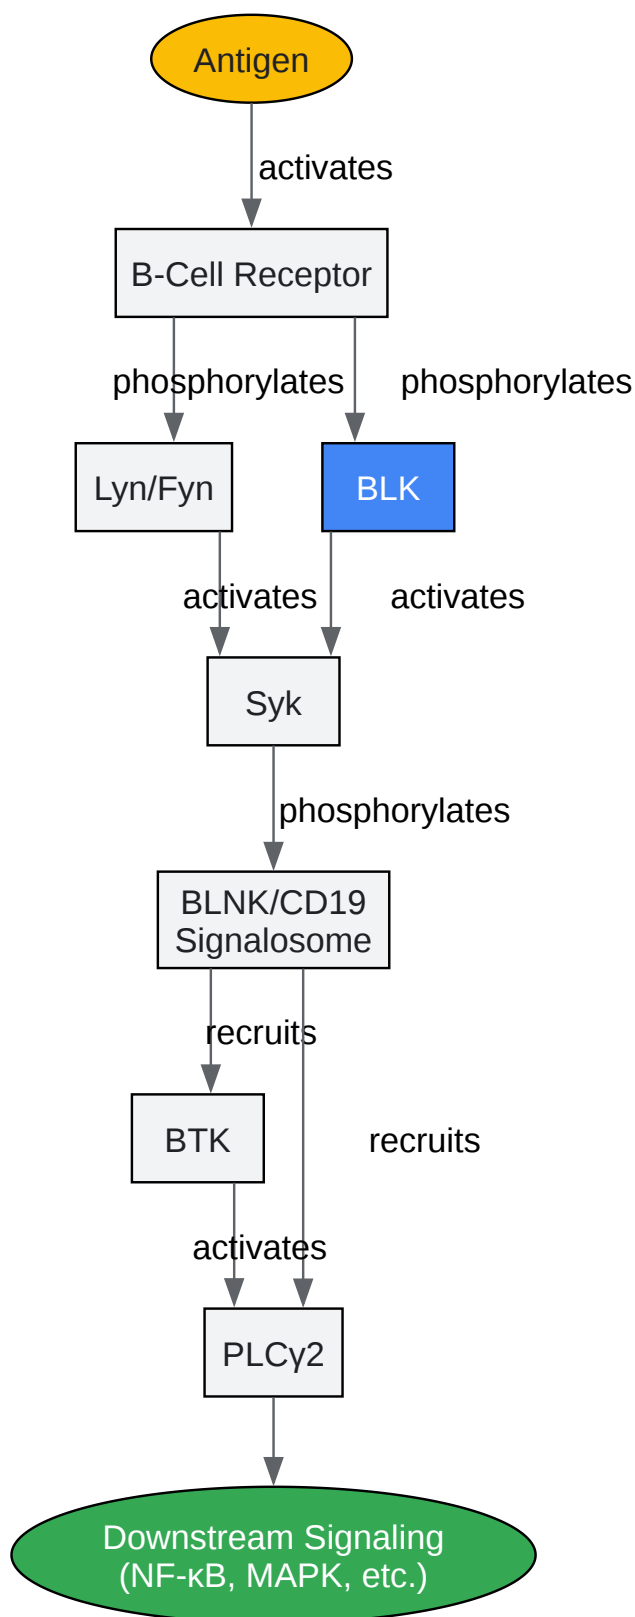 Antigen
activates
B-Cell Receptor
phosphorylates
phosphorylates
Lyn/Fyn
BLK
activates
activates
Syk
phosphorylates
BLNK/CD19
Signalosome
recruits
BTK
recruits
activates
PLCγ2
Downstream Signaling
(NF-κB, MAPK, etc.)